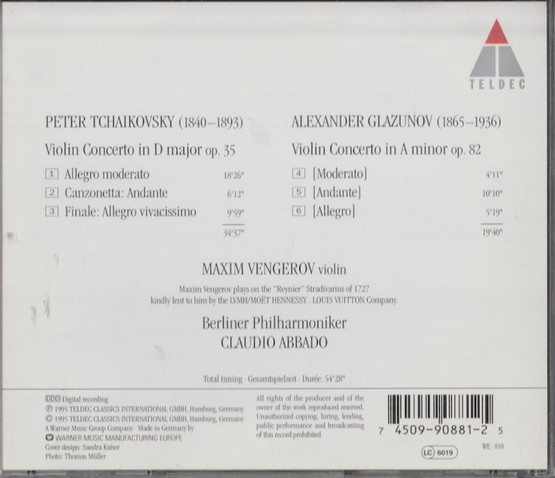 TELDEC
PETER TCHAIKOVSKY (1840–1893)
Violin Concerto in D major op. 35
1 Allegro moderato 18'26"
2 Canzonetta: Andante 6'12"
3 Finale: Allegro vivacissimo 9'59"
34'37"
ALEXANDER GLAZUNOV (1865–1936)
Violin Concerto in A minor op. 82
4 [Moderato] 4'11"
5 [Andante] 10'10"
6 [Allegro] 5'19"
19'40"
MAXIM VENGEROV violin
Maxim Vengerov plays on the "Reynier" Stradivarius of 1727
kindly lent to him by the LVMH/MOËT HENNESSY . LOUIS VUITTON Company.
Berliner Philharmoniker
CLAUDIO ABBADO
Total timing · Gesamtspielzeit · Durée: 54'28"
DDD Digital recording
℗ 1995 TELDEC CLASSICS INTERNATIONAL GMBH, Hamburg, Germany
© 1995 TELDEC CLASSICS INTERNATIONAL GMBH, Hamburg, Germany
A Warner Music Group Company · Made in Germany by
WARNER MUSIC MANUFACTURING EUROPE
Cover design: Sandra Kaiser
Photo: Thomas Müller
All rights of the producer and of the
owner of the work reproduced reserved.
Unauthorized copying, hiring, lending,
public performance and broadcasting
of this record prohibited.
7 45099-0881-2 5
LC 6019
WE 810